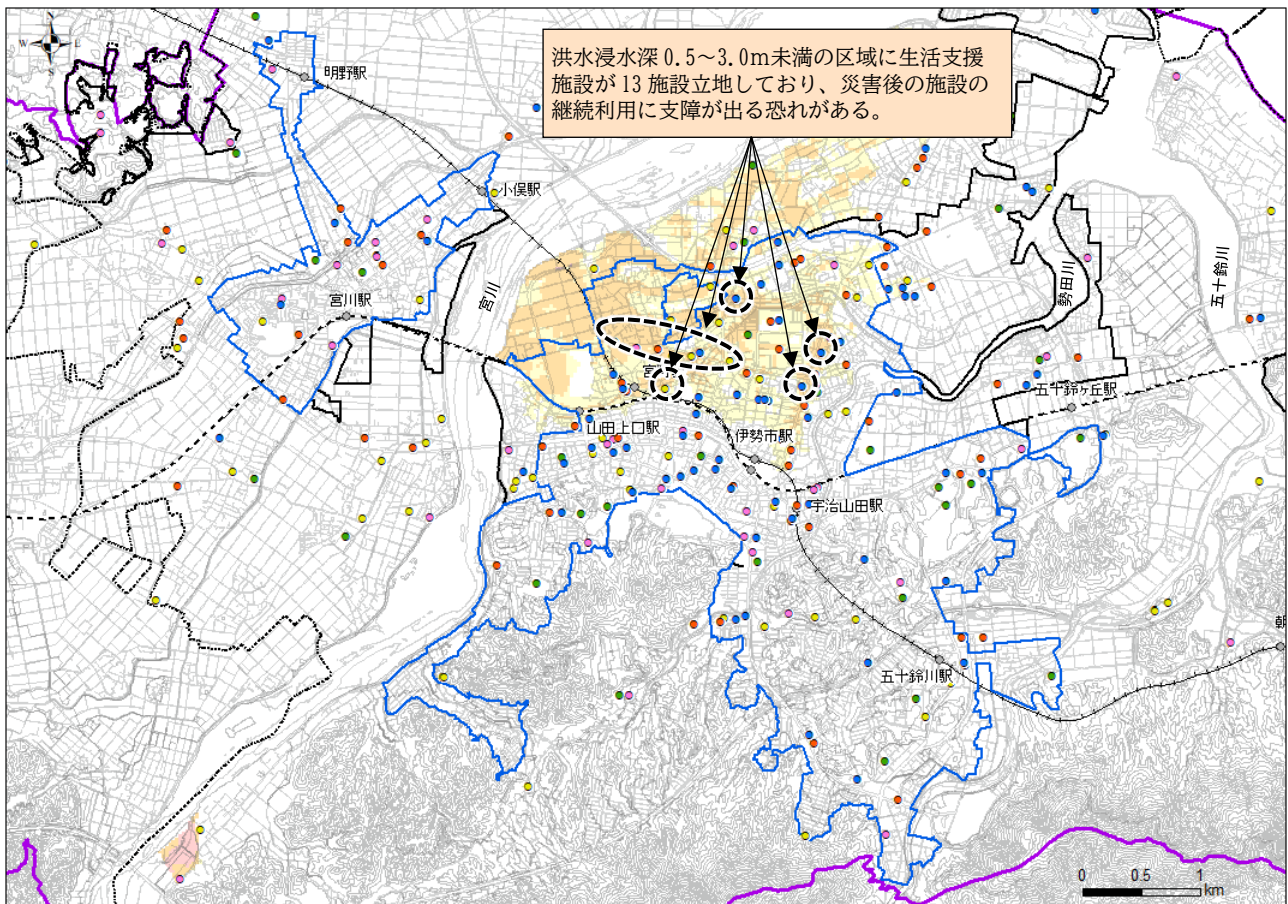 N
W
E
S
明野駅
洪水浸水深 0.5~3.0m未満の区域に生活支援
施設が 13 施設立地しており、災害後の施設の
継続利用に支障が出る恐れがある。
小俣駅
宮川駅
宮川
勢田川
五十鈴川
五十鈴ヶ丘駅
山田上口駅
伊勢市駅
宇治山田駅
五十鈴川駅
朝
0 0.5 1
km